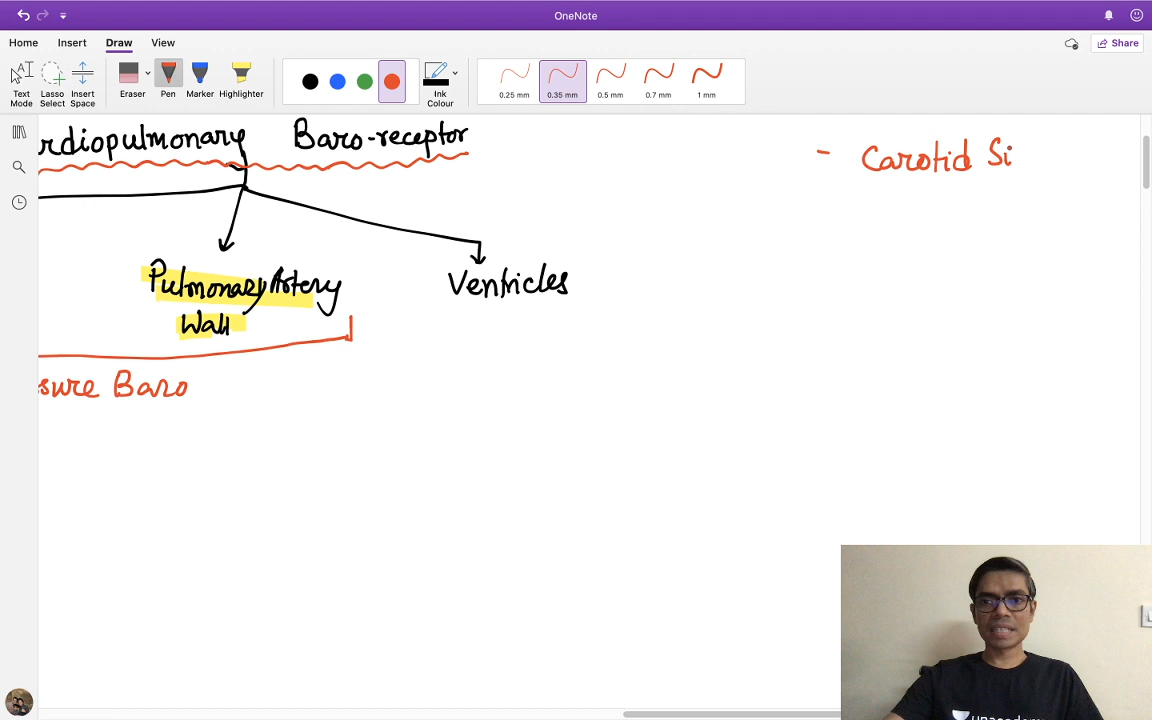 OneNote
Home Insert Draw View
Share
Text Mode
Lasso Select
Insert Space
Eraser
Pen
Marker
Highlighter
Ink Colour
0.25 mm 0.35 mm 0.5 mm 0.7 mm 1 mm
rdiopulmonary Baro-receptor
- Carotid Si
Pulmonary Artery
Wall
Ventricles
sure Baro